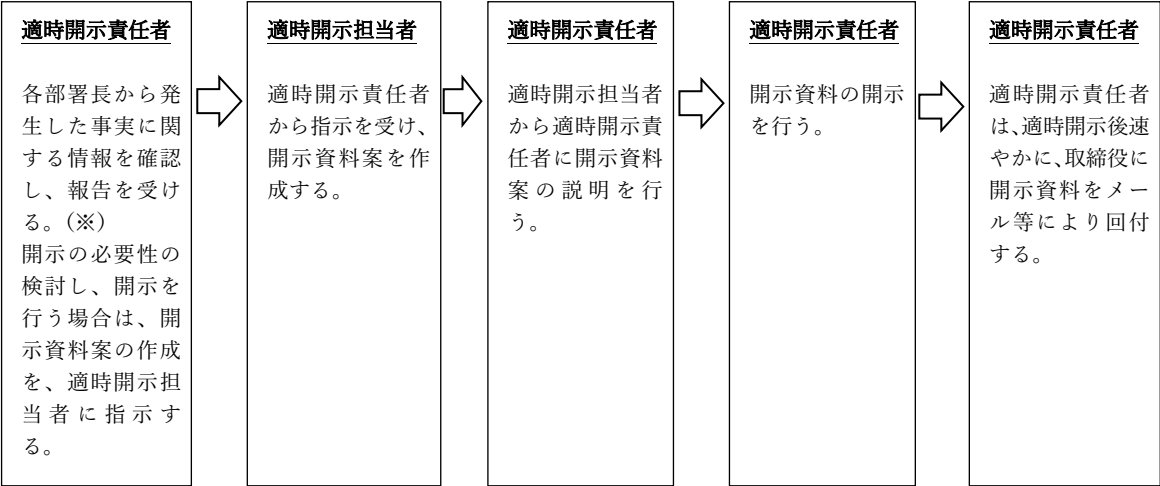 適時開示責任者
各部署長から発
生した事実に関
する情報を確認
し、報告を受け
る。(※)
開示の必要性の
検討し、開示を
行う場合は、開
示資料案の作成
を、適時開示担
当者に指示す
る。
適時開示担当者
適時開示責任者
から指示を受け、
開示資料案を作
成する。
適時開示責任者
適時開示担当者
から適時開示責
任者に開示資料
案の説明を行
う。
適時開示責任者
開示資料の開示
を行う。
適時開示責任者
適時開示責任者
は、適時開示後速
やかに、取締役に
開示資料をメー
ル等により回付
する。